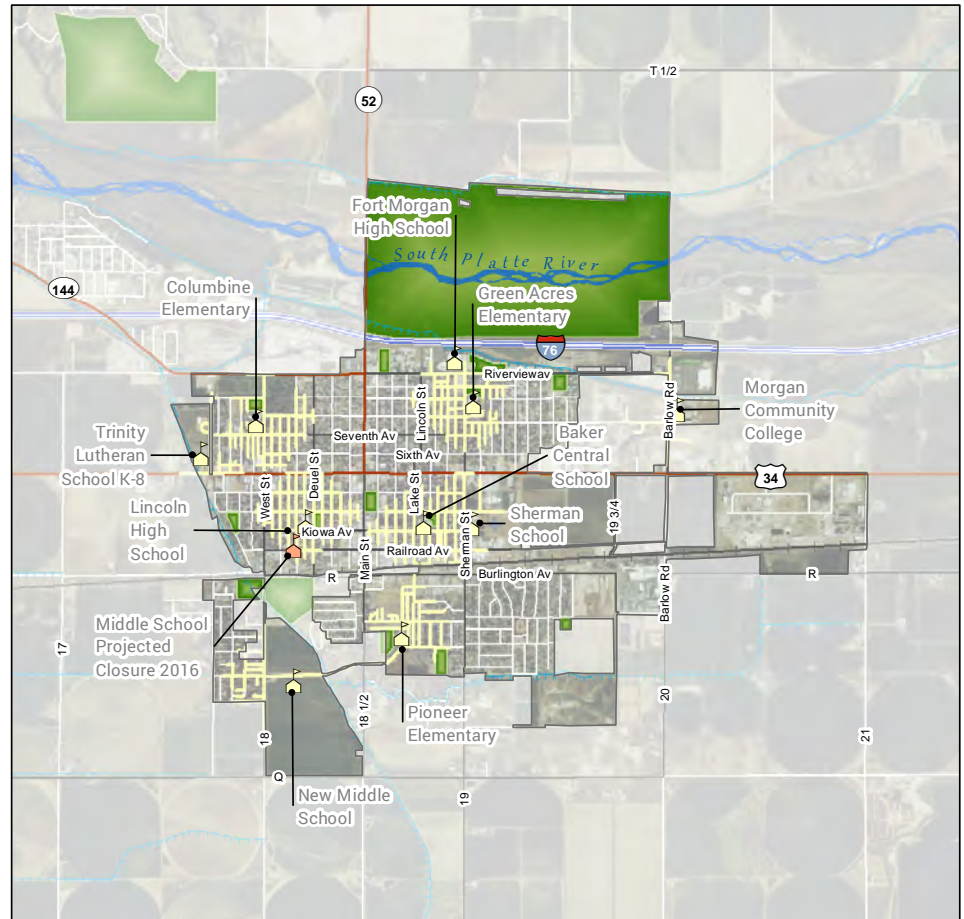 T 1/2
52
Fort Morgan
High School
South Platte River
144
Columbine
Elementary
Green Acres
Elementary
76
Riverviewav
Lincoln St
Barlow Rd
Morgan
Community
College
Trinity
Lutheran
School K-8
Seventh Av
Sixth Av
Baker
Central
School
34
West St
Deuel St
Lake St
Lincoln
High
School
Kiowa Av
Main St
Railroad Av
Sherman St
Sherman
School
19 3/4
R
Burlington Av
Barlow Rd
R
Middle School
Projected
Closure 2016
17
18
18 1/2
Pioneer
Elementary
20
21
Q
New Middle
School
19